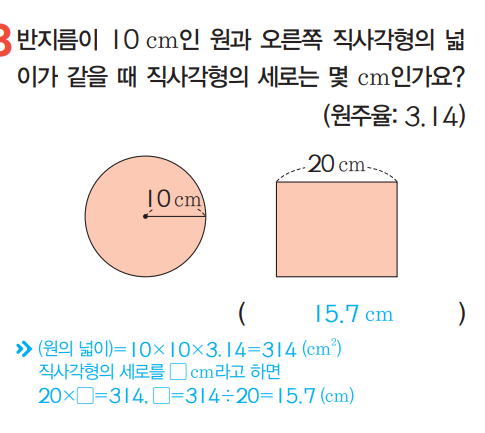 3 반지름이 10 cm인 원과 오른쪽 직사각형의 넓
이가 같을 때 직사각형의 세로는 몇 cm인가요?
(원주율: 3.14)
10 cm
20 cm
( 15.7 cm )
≫ (원의 넓이)=10×10×3.14=314 (cm²)
직사각형의 세로를 □ cm라고 하면
20×□=314, □=314÷20=15.7 (cm)